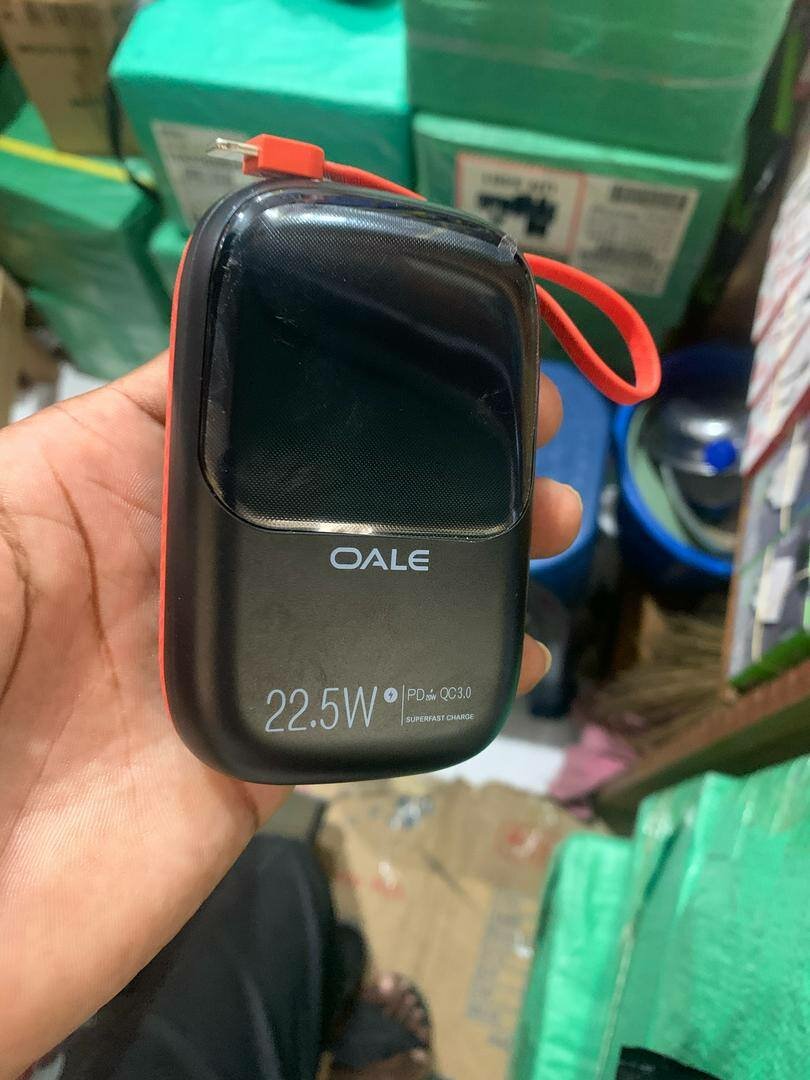 OALE
22.5W
PD 20W QC3.0
SUPERFAST CHARGE